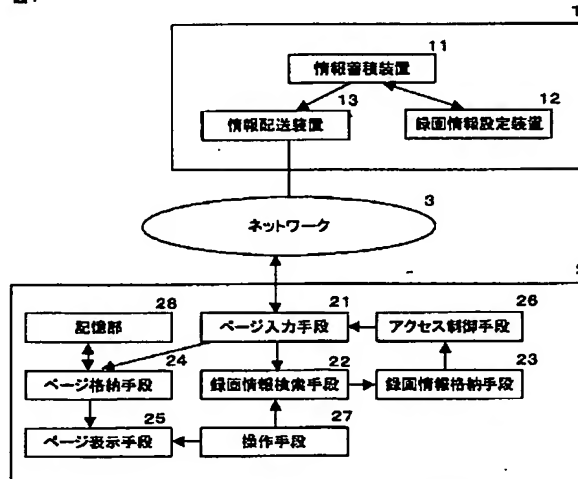 1
11
情報蓄積装置
13
12
情報配送装置
録画情報設定装置
3
ネットワーク
2
28
21
26
記憶部
ページ入力手段
アクセス制御手段
24
22
23
ページ格納手段
録画情報検索手段
録画情報格納手段
25
27
ページ表示手段
操作手段